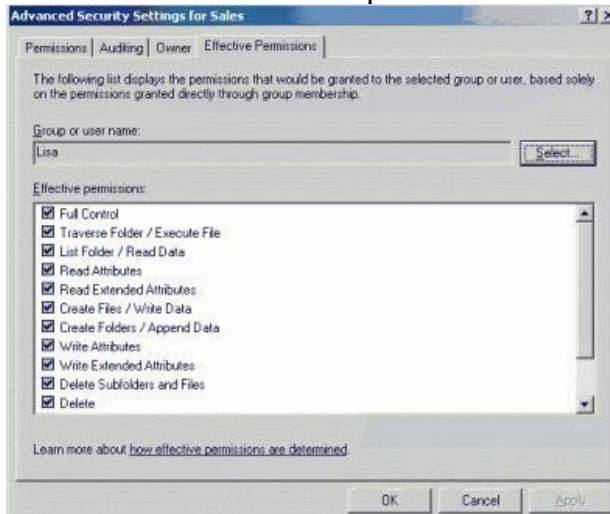 Advanced Security Settings for Sales
Permissions Auditing Owner Effective Permissions
The following list displays the permissions that would be granted to the selected group or user, based solely
on the permissions granted directly through group membership.
Group or user name:
Lisa Select...
Effective permissions:
Full Control
Traverse Folder / Execute File
List Folder / Read Data
Read Attributes
Read Extended Attributes
Create Files / Write Data
Create Folders / Append Data
Write Attributes
Write Extended Attributes
Delete Subfolders and Files
Delete
Learn more about how effective permissions are determined.
OK Cancel Apply